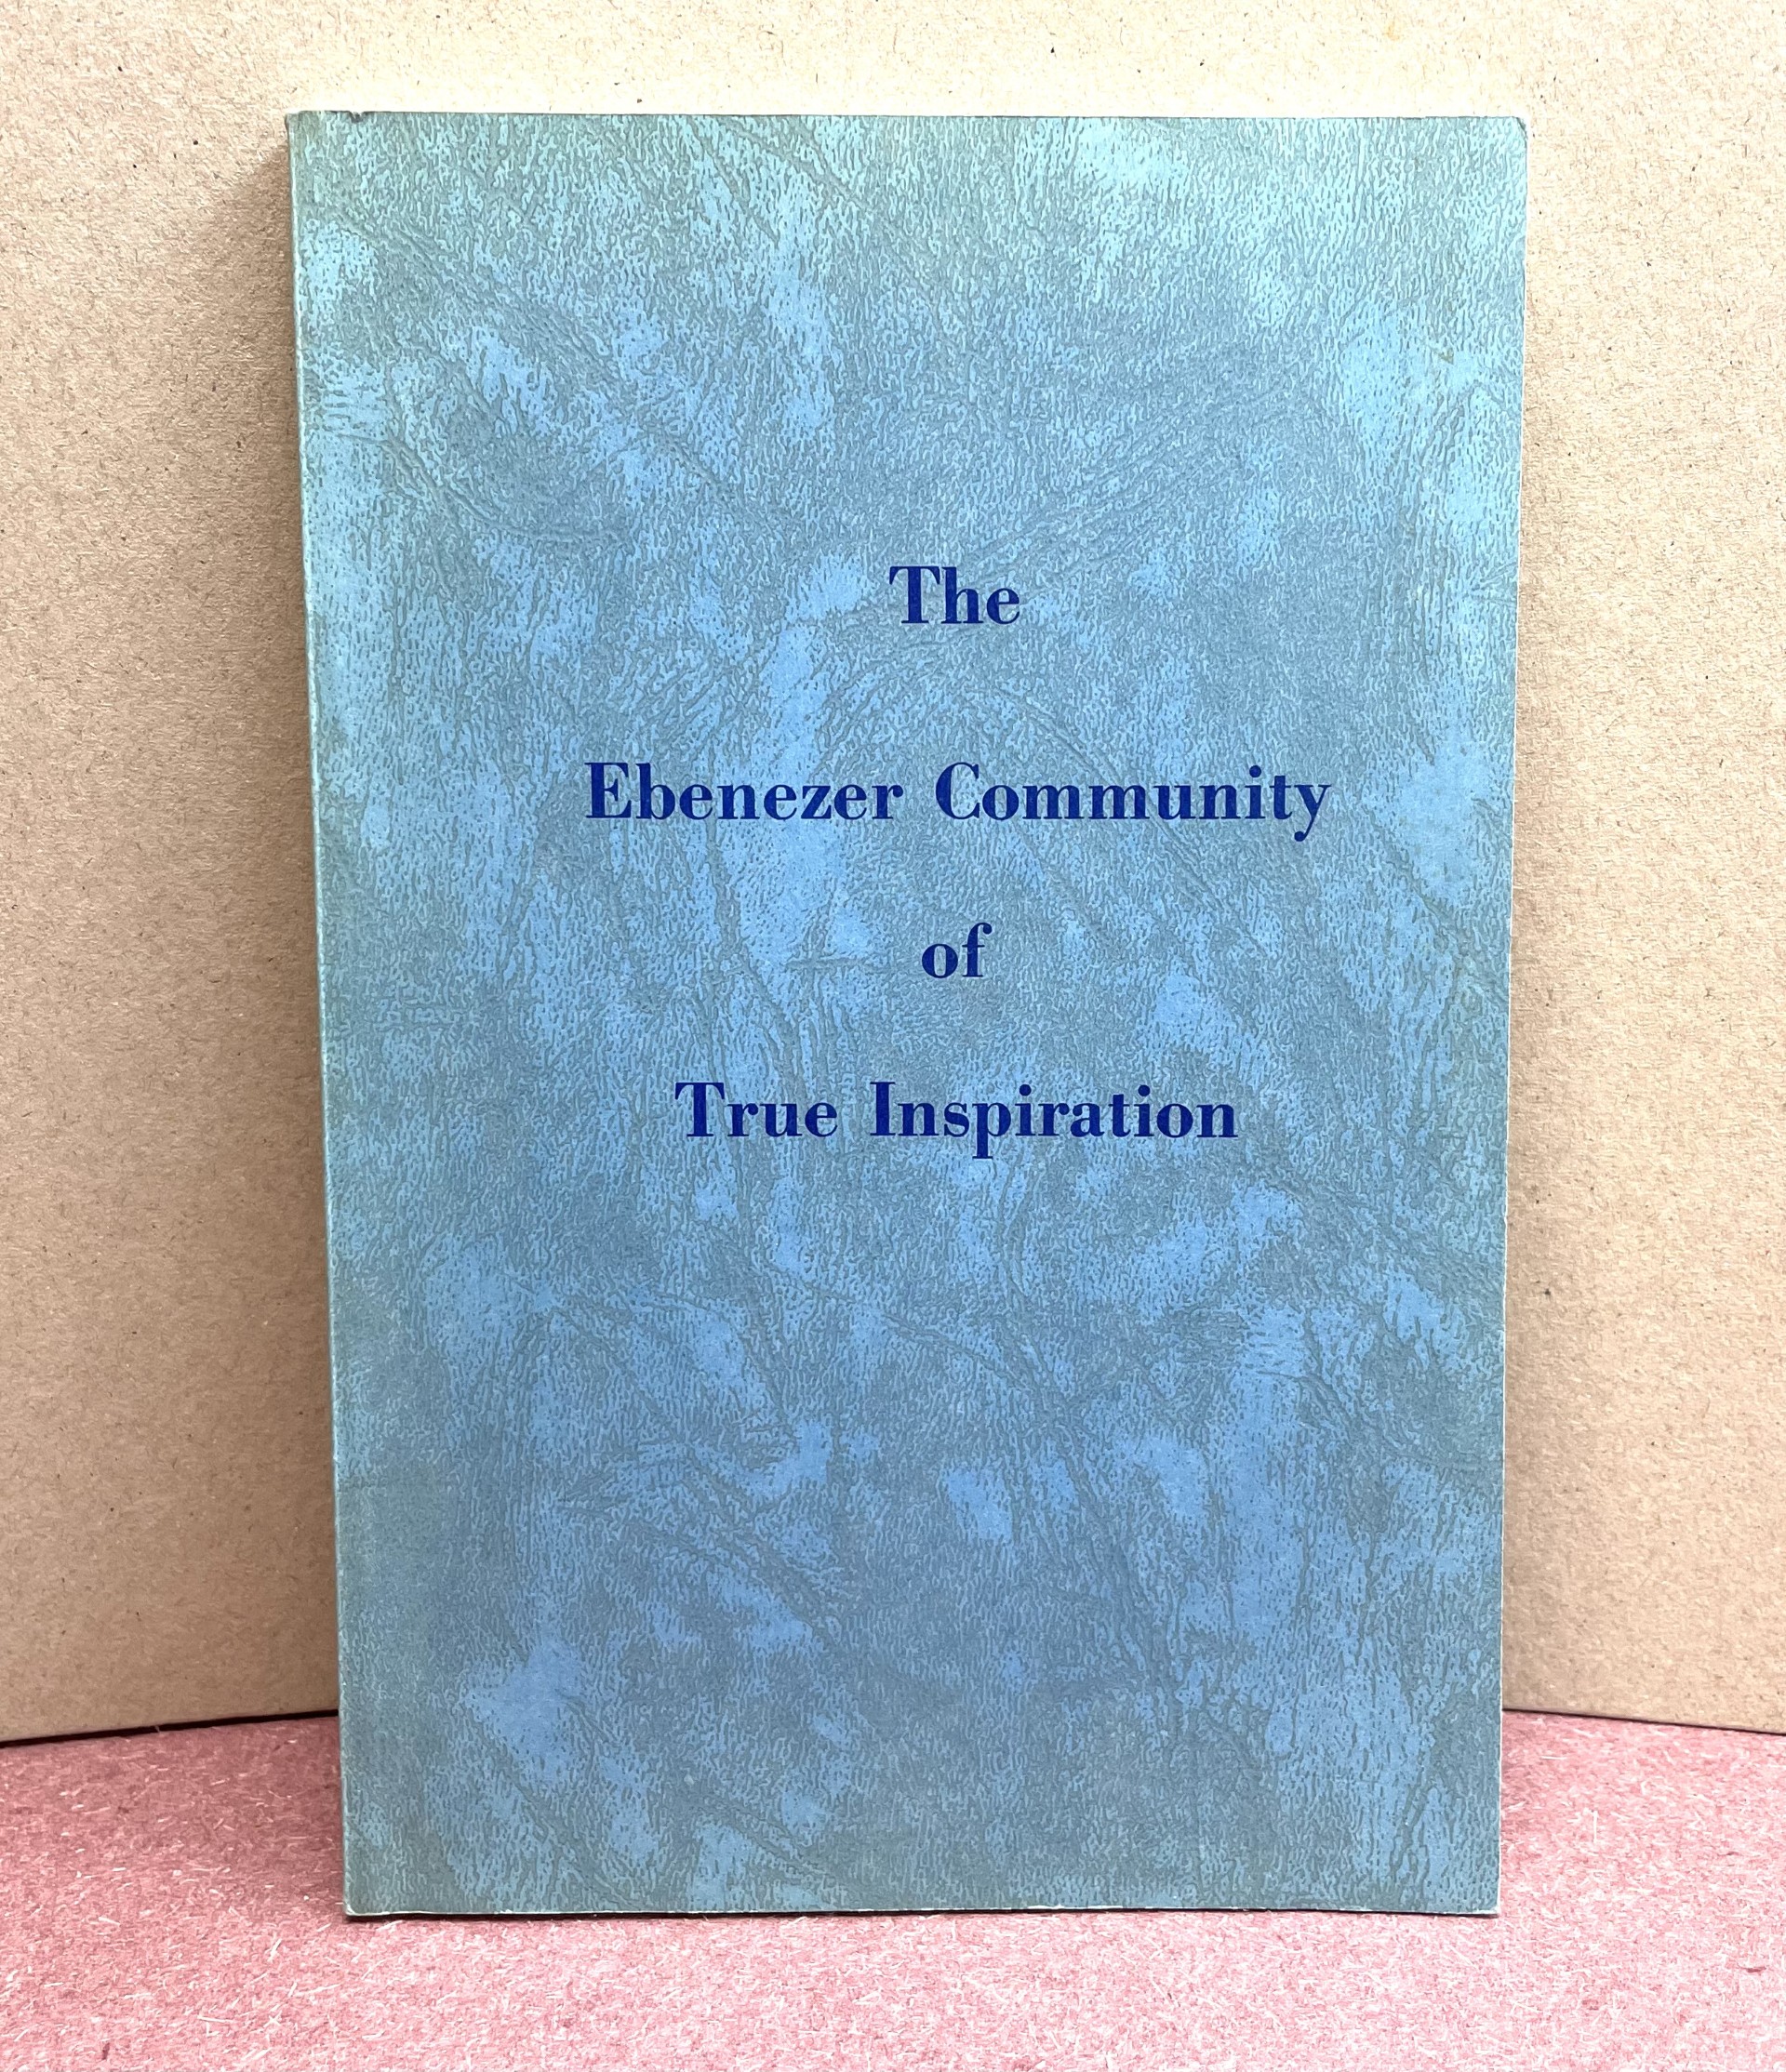 The
Ebenezer Community
of
True Inspiration